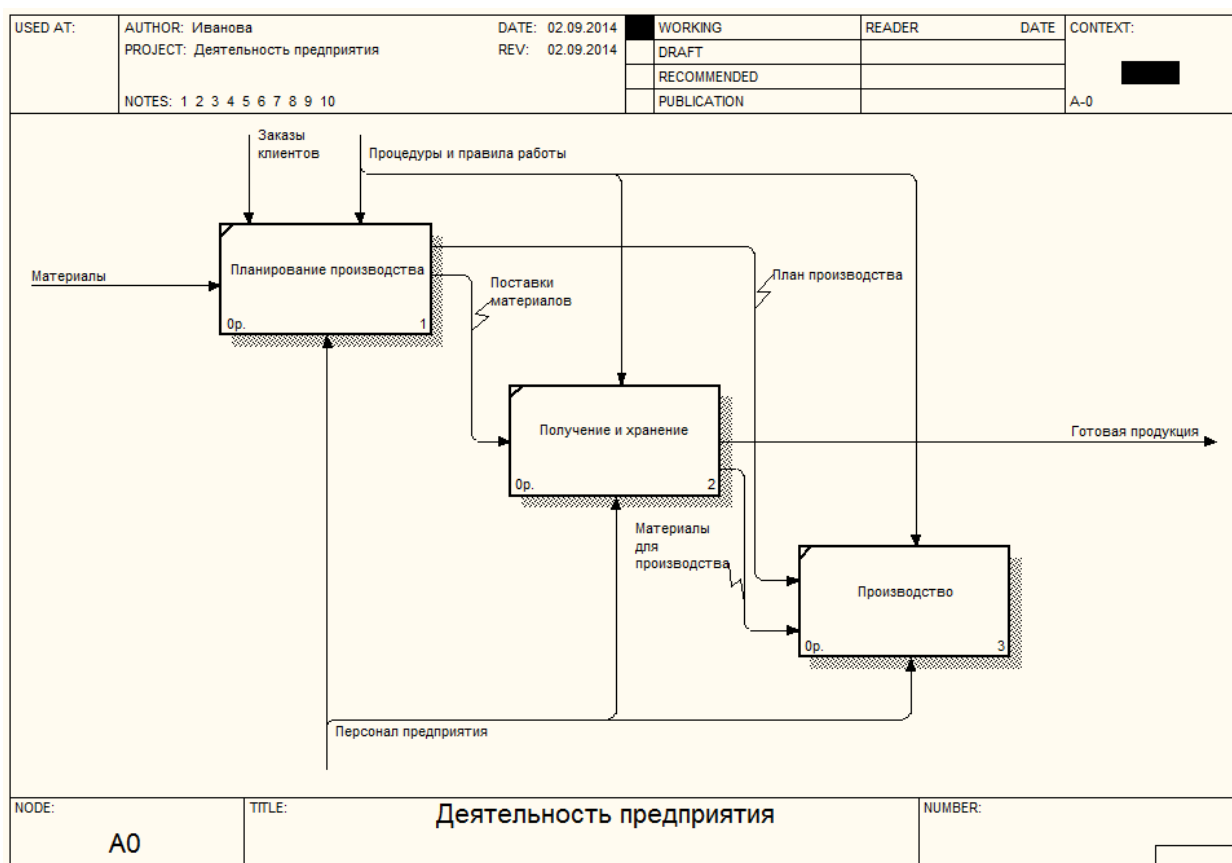 USED AT:
AUTHOR: Иванова
DATE: 02.09.2014
WORKING
READER
DATE
CONTEXT:
PROJECT: Деятельность предприятия
REV: 02.09.2014
DRAFT
RECOMMENDED
NOTES: 1 2 3 4 5 6 7 8 9 10
PUBLICATION
A-0
Заказы
клиентов
Процедуры и правила работы
Материалы
Планирование производства
0р.
1
Поставки
материалов
План производства
Получение и хранение
0р.
2
Готовая продукция
Материалы
для
производства
Производство
0р.
3
Персонал предприятия
NODE:
A0
TITLE:
Деятельность предприятия
NUMBER: